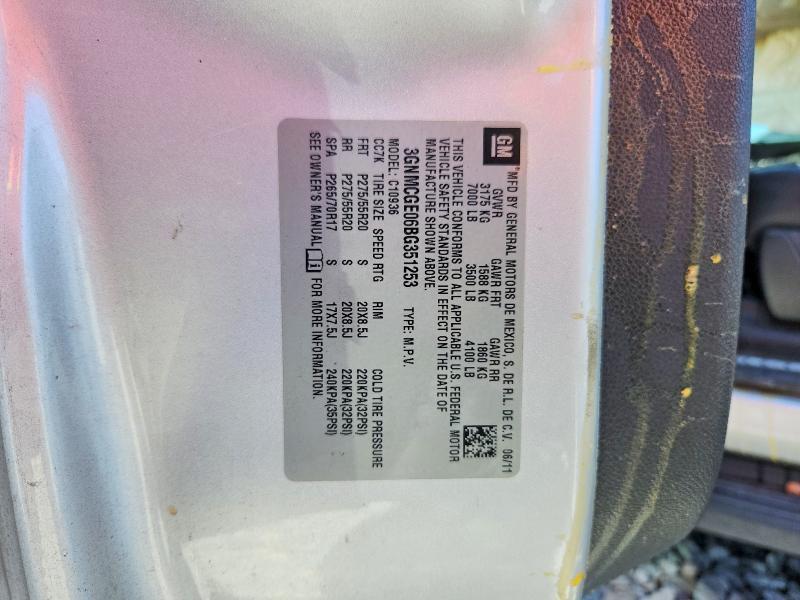 GM
MFD BY GENERAL MOTORS DE MEXICO, S. DE R.L. DE C.V. 06/11
GVWR GAWR FRT GAWR RR
3175 KG 1588 KG 1860 KG
7000 LB 3500 LB 4100 LB
THIS VEHICLE CONFORMS TO ALL APPLICABLE U.S. FEDERAL MOTOR
VEHICLE SAFETY STANDARDS IN EFFECT ON THE DATE OF
MANUFACTURE SHOWN ABOVE.
3GNMCGE06BG351253 TYPE: M.P.V.
MODEL: C10936
CC7K TIRE SIZE SPEED RTG RIM COLD TIRE PRESSURE
FRT P275/55R20 S 20X8.5J 220KPA(32PSI)
RR P275/55R20 S 20X8.5J 220KPA(32PSI)
SPA P265/70R17 S 17X7.5J 240KPA(35PSI)
SEE OWNER'S MANUAL FOR MORE INFORMATION.